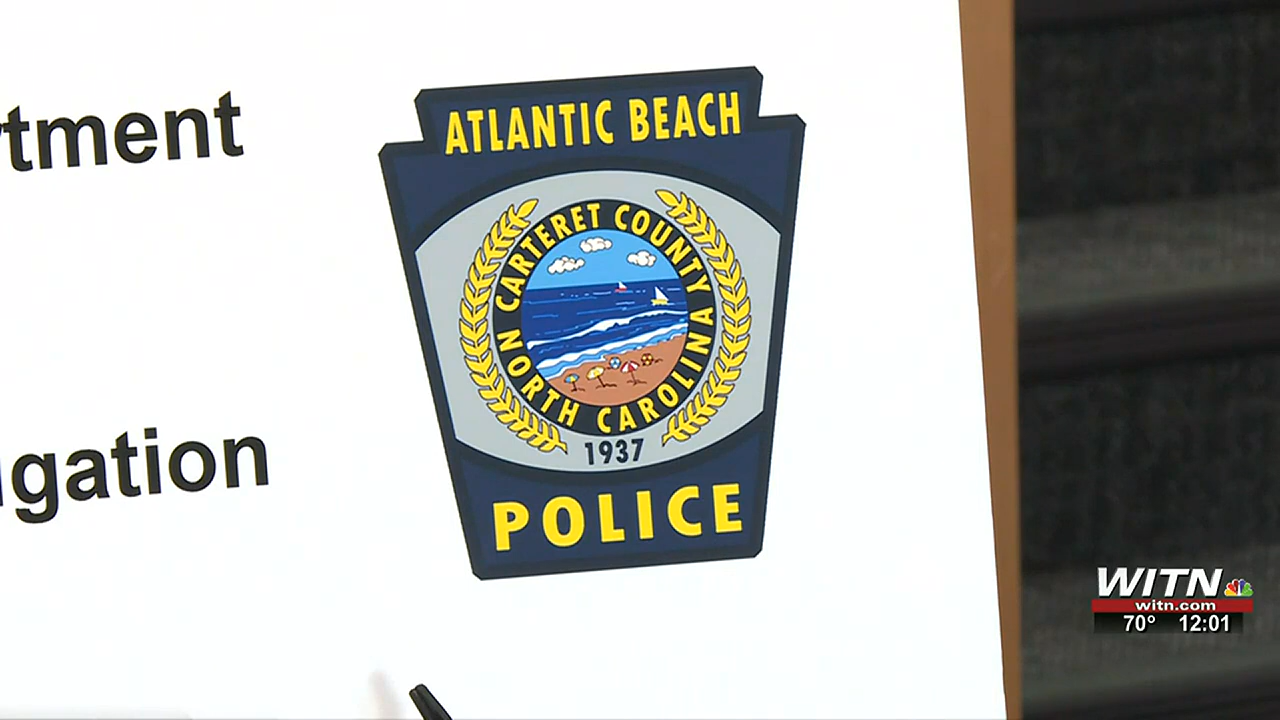 rtment
igation
ATLANTIC BEACH
CARTERET COUNTY
NORTH CAROLINA
1937
POLICE
WITN
witn.com
70° 12:01